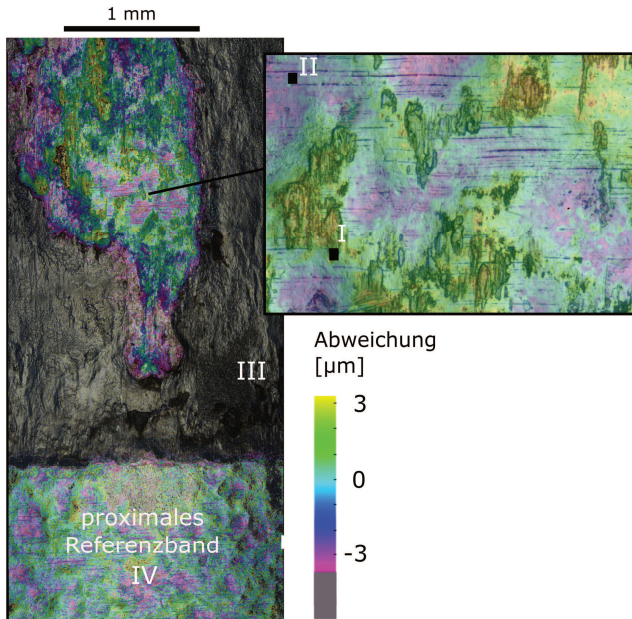 1 mm
II
I
III
Abweichung
[µm]
3
0
-3
proximales
Referenzband
IV